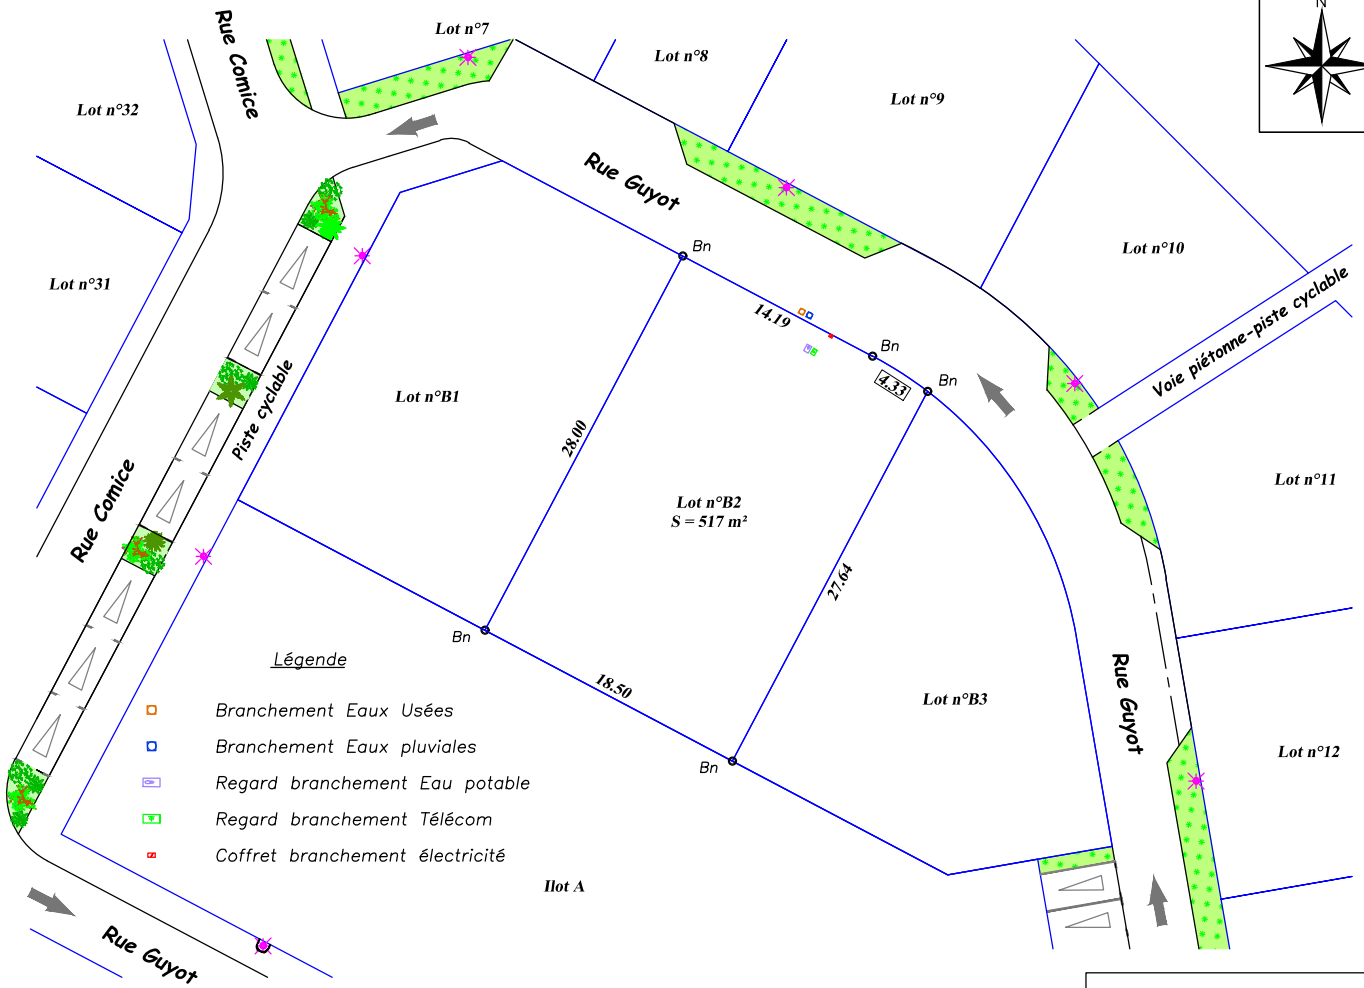 N
Lot n°7
Rue Comice
Lot n°8
Lot n°9
Lot n°32
Rue Guyot
Bn
Lot n°10
Lot n°31
Voie piétonne-piste cyclable
14.19
Bn
Bn
4.33
Lot n°B1
Piste cyclable
28.00
Lot n°B2
S = 517 m²
Lot n°11
Rue Comice
27.64
Bn
Légende
18.50
Lot n°B3
Rue Guyot
Branchement Eaux Usées
Branchement Eaux pluviales
Bn
Lot n°12
Regard branchement Eau potable
Regard branchement Télécom
Coffret branchement électricité
Ilot A
Rue Guyot